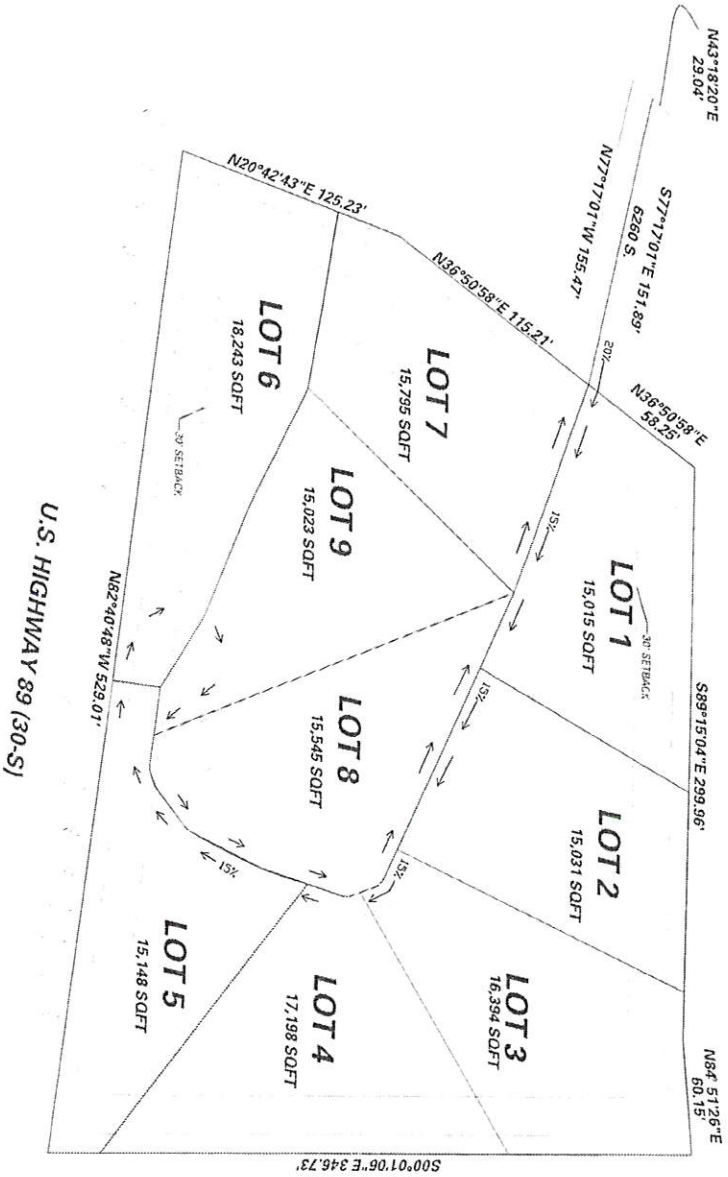 N43°18'20"E
29.04'
S77°17'01"E 151.89'
6260 S.
N77°17'01"W 155.47'
20%
N36°50'58"E
58.25'
N20°42'43"E 125.23'
N36°50'58"E 115.21'
S89°15'04"E 299.96'
N84°51'26"E
60.15'
LOT 1
15,015 SQFT
30' SETBACK
15%
LOT 2
15,031 SQFT
15%
LOT 3
16,394 SQFT
15%
LOT 4
17,198 SQFT
LOT 5
15,148 SQFT
15%
LOT 6
18,243 SQFT
30' SETBACK
LOT 7
15,795 SQFT
LOT 8
15,545 SQFT
LOT 9
15,023 SQFT
S00°01'06"E 346.73'
N82°40'48"W 529.01'
U.S. HIGHWAY 89 (30-S)